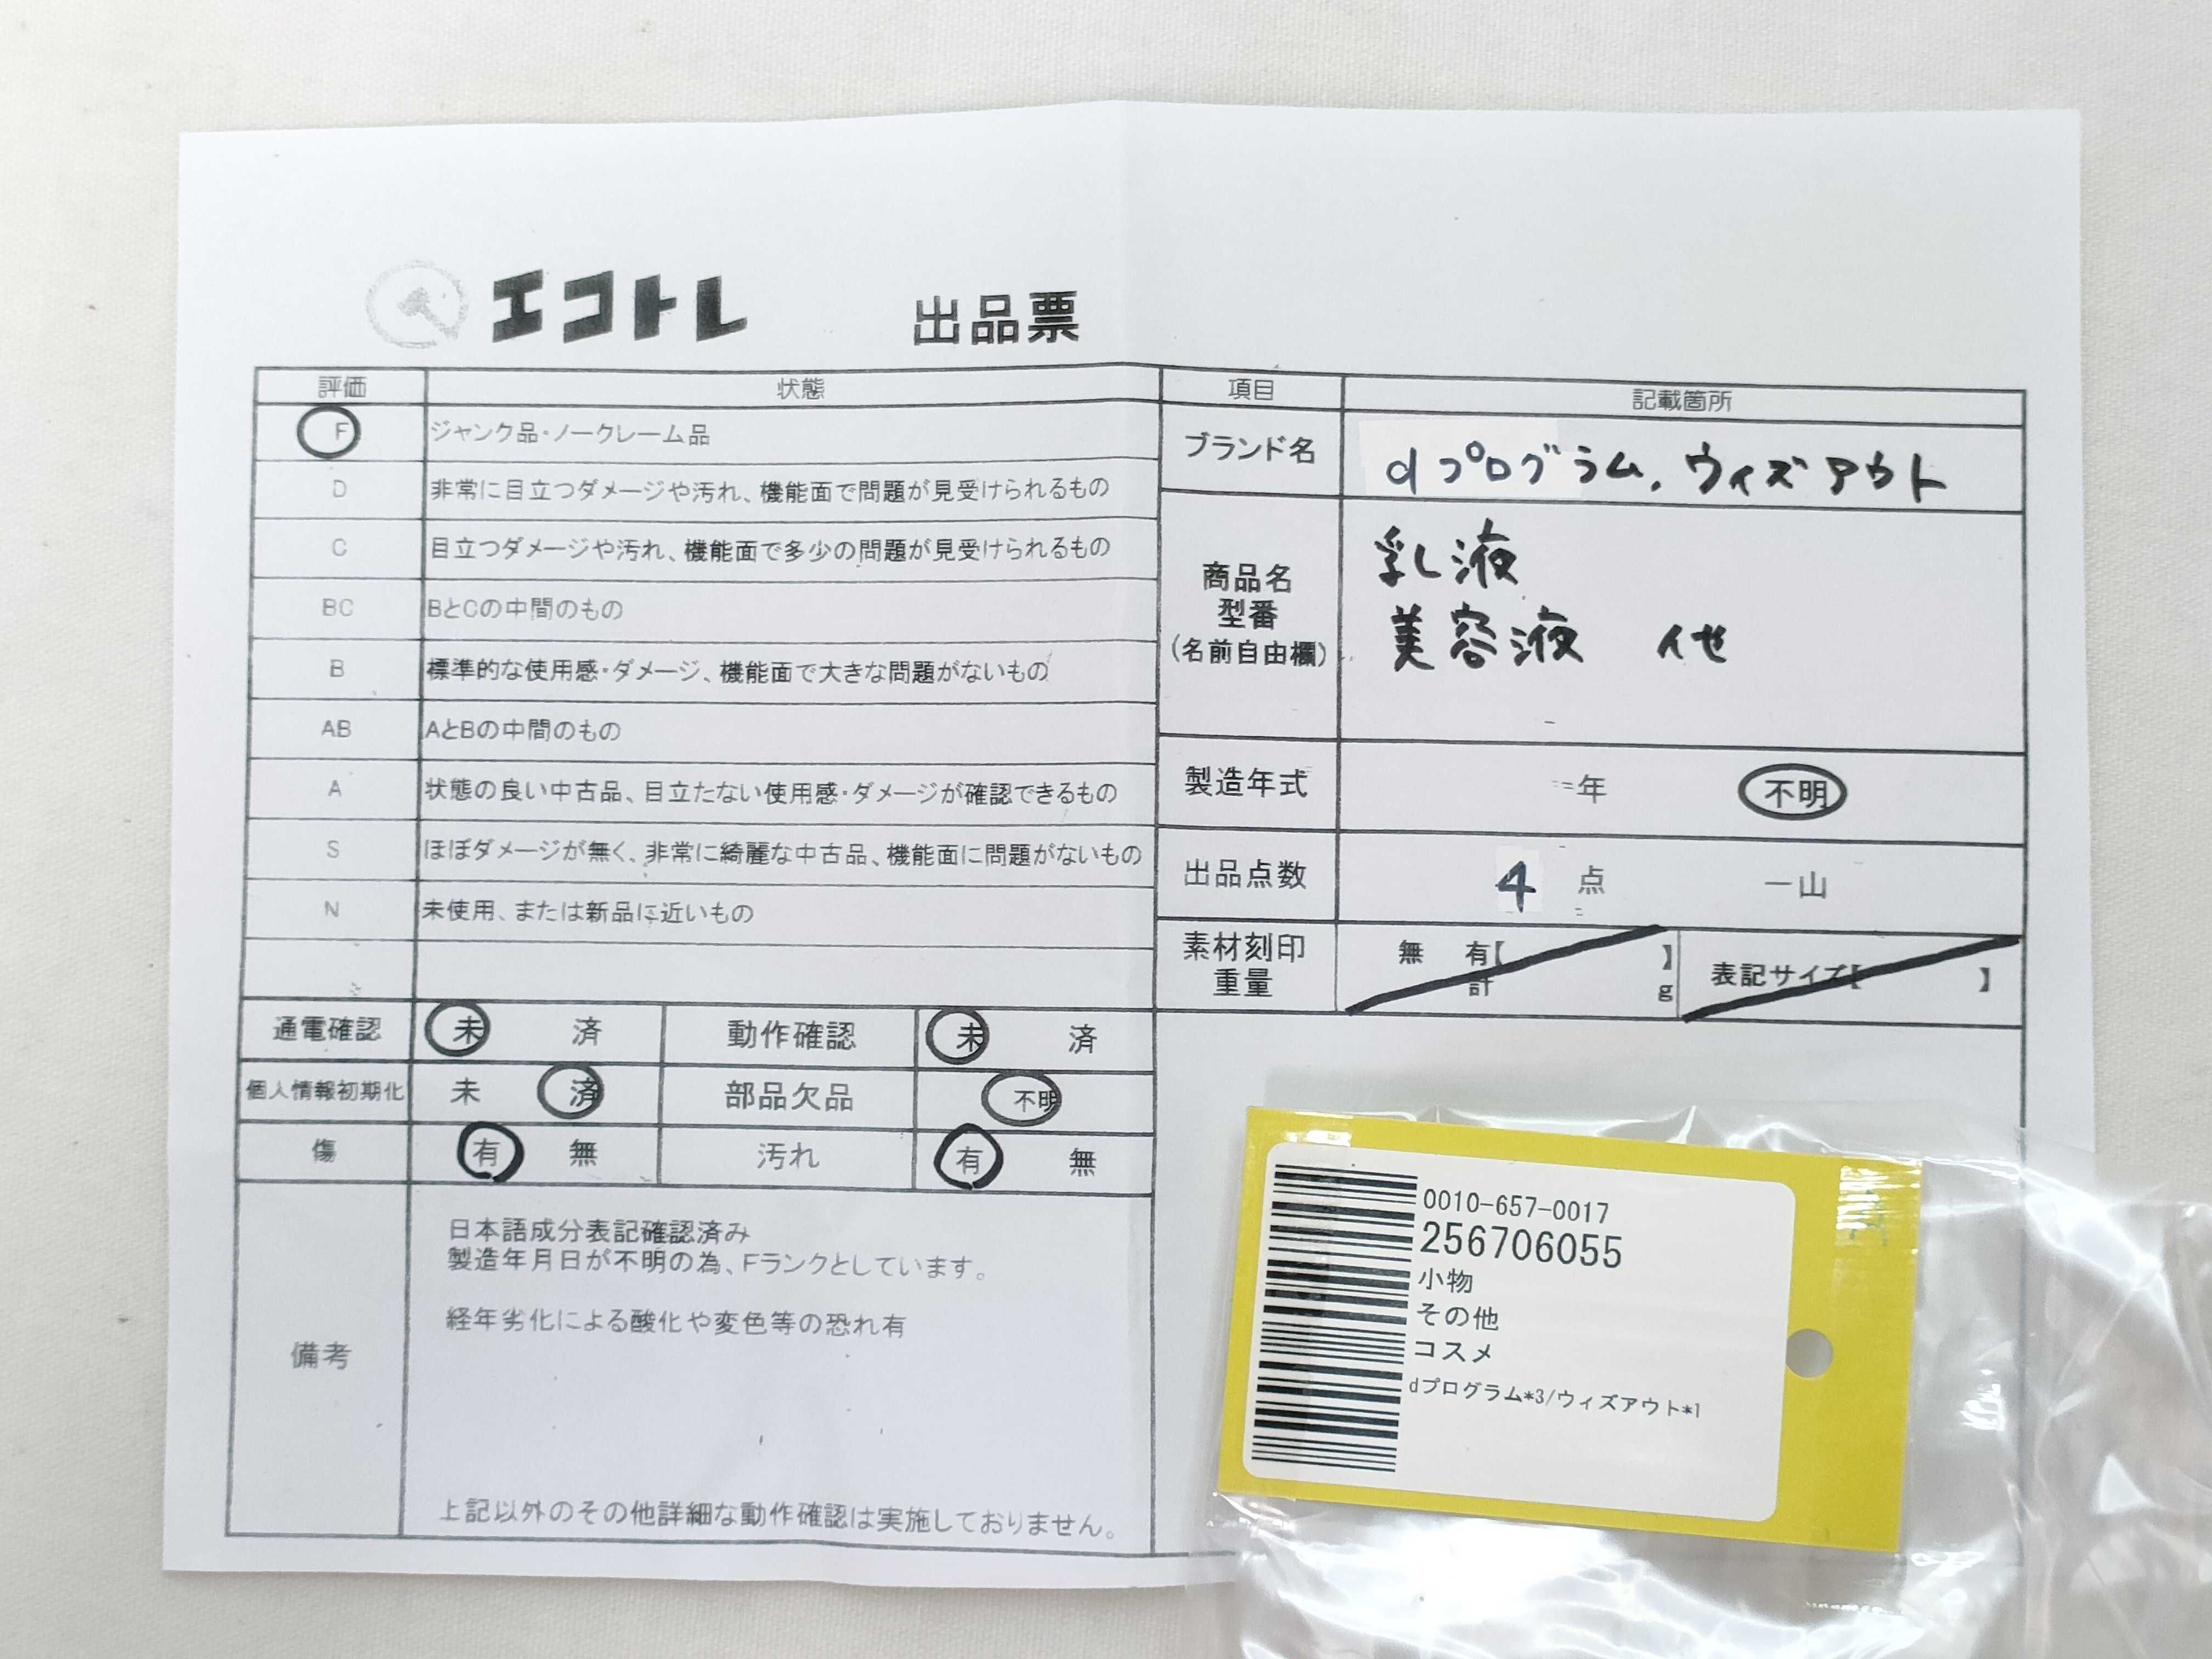 エコトレ 出品票
評価 状態
F ジャンク品・ノークレーム品
D 非常に目立つダメージや汚れ、機能面で問題が見受けられるもの
C 目立つダメージや汚れ、機能面で多少の問題が見受けられるもの
BC BとCの中間のもの
B 標準的な使用感・ダメージ、機能面で大きな問題がないもの
AB AとBの中間のもの
A 状態の良い中古品、目立たない使用感・ダメージが確認できるもの
S ほぼダメージが無く、非常に綺麗な中古品、機能面に問題がないもの
N 未使用、または新品に近いもの
通電確認 未 済 動作確認 未 済
個人情報初期化 未 済 部品欠品 不明
傷 有 無 汚れ 有 無
備考
日本語成分表記確認済み
製造年月日が不明の為、Fランクとしています。
経年劣化による酸化や変色等の恐れ有
上記以外のその他詳細な動作確認は実施しておりません。
項目 記載箇所
ブランド名 dプログラム、ウィズアウト
商品名
型番
(名前自由欄)
乳液
美容液 他
製造年式 年 不明
出品点数 4 点 一山
素材刻印
重量
無 有【 】
計 g
表記サイズ【 】
0010-657-0017
256706055
小物
その他
コスメ
dプログラム*3/ウィズアウト*1